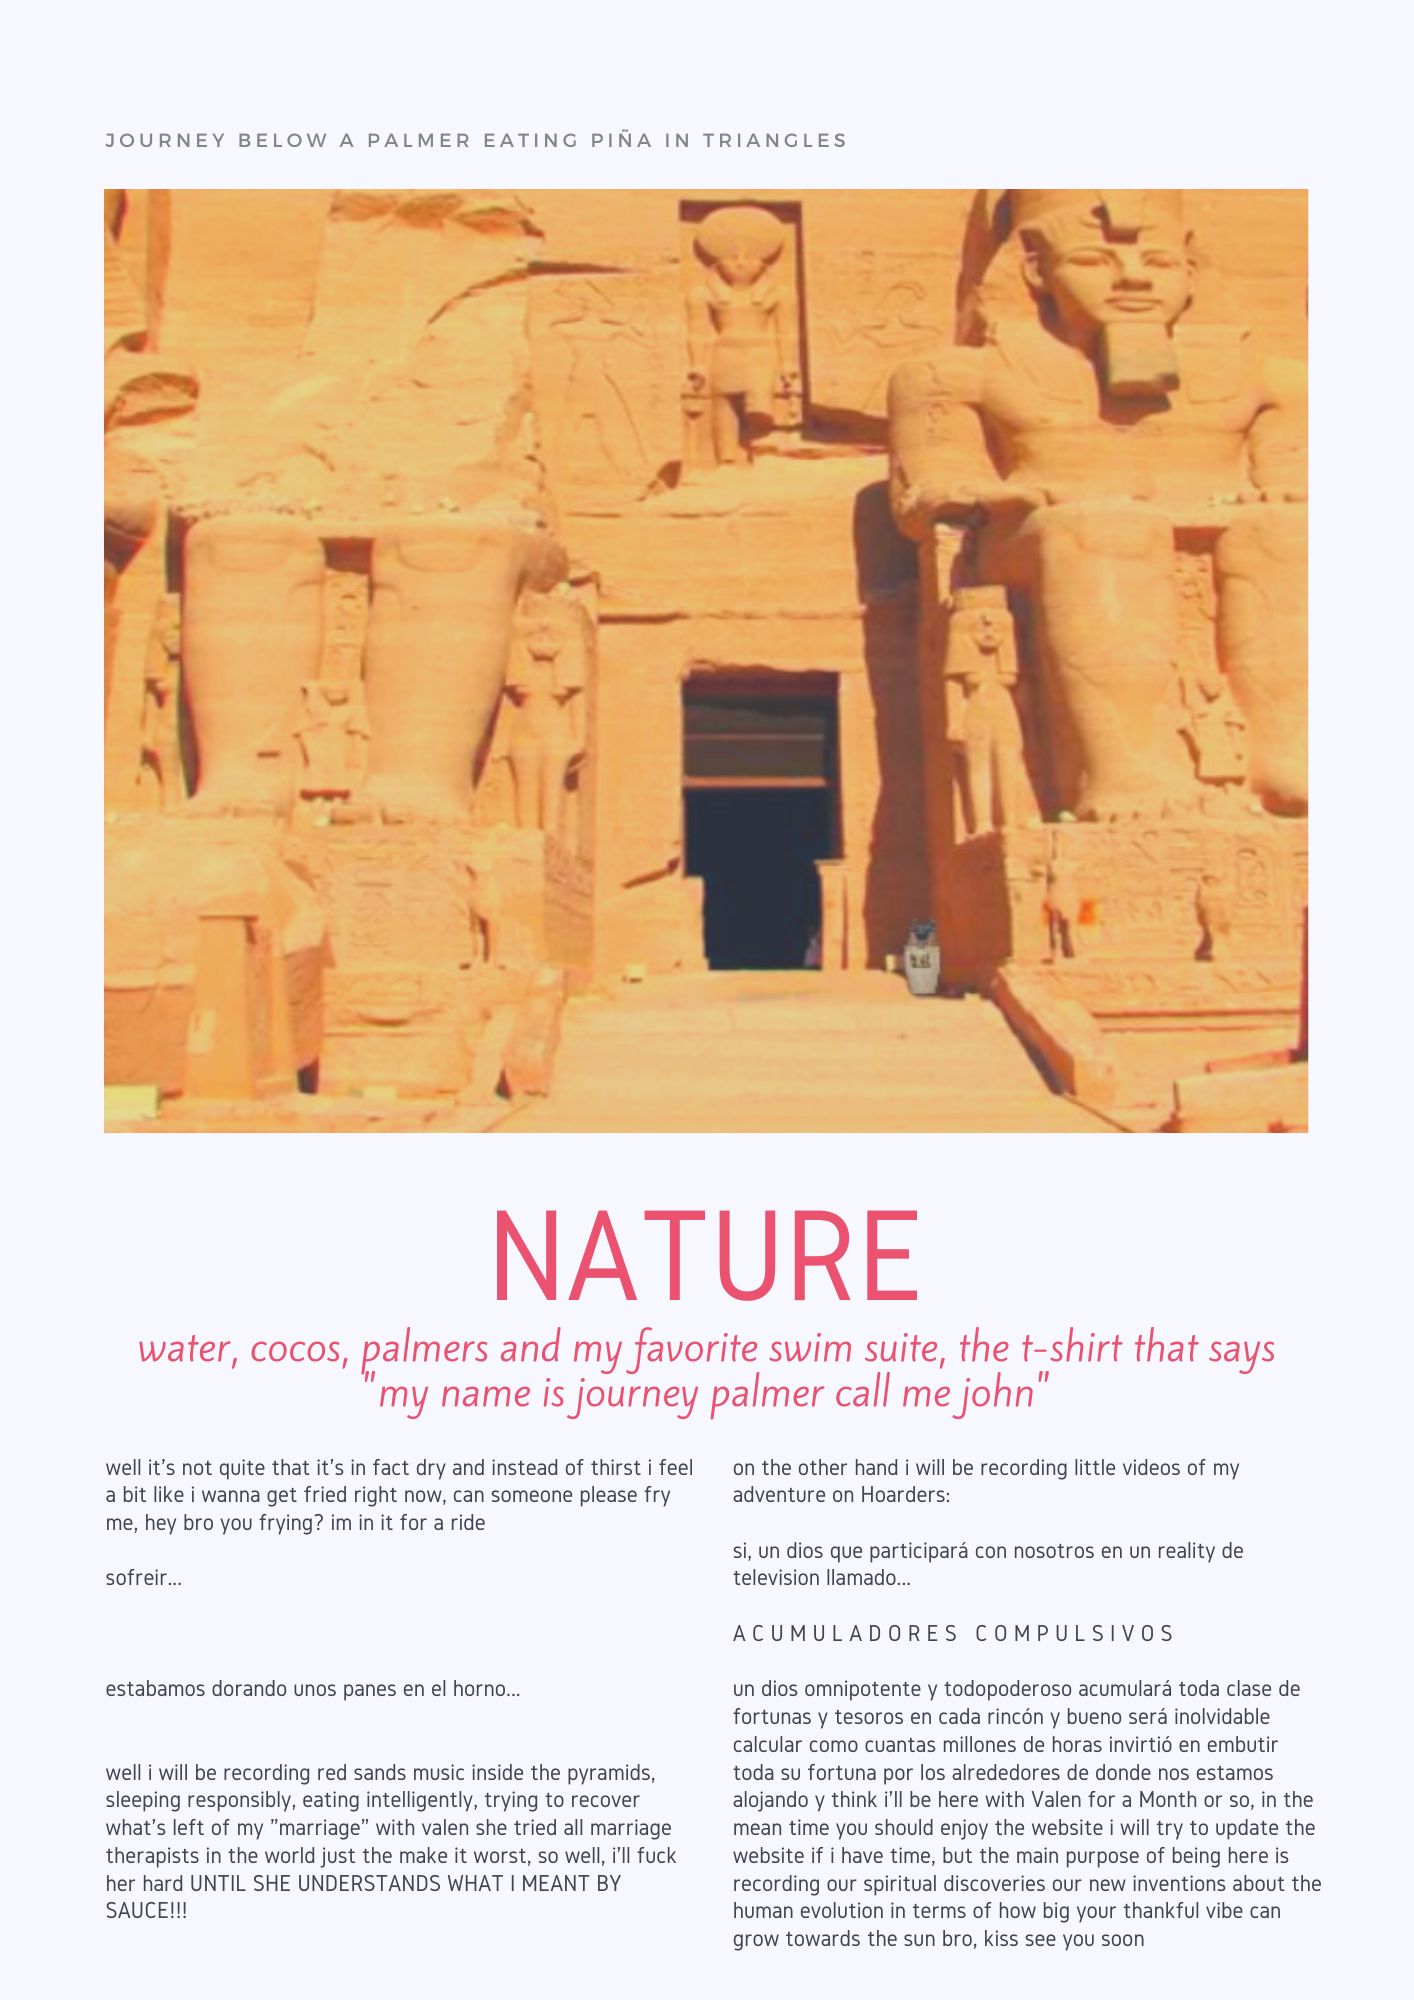 JOURNEY BELOW A PALMER EATING PIÑA IN TRIANGLES
NATURE
water, cocos, palmers and my favorite swim suite, the t-shirt that says
"my name is journey palmer call me john"
well it's not quite that it's in fact dry and instead of thirst i feel
a bit like i wanna get fried right now, can someone please fry
me, hey bro you frying? im in it for a ride
sofreir...
estabamos dorando unos panes en el horno...
well i will be recording red sands music inside the pyramids,
sleeping responsibly, eating intelligently, trying to recover
what's left of my "marriage" with valen she tried all marriage
therapists in the world just the make it worst, so well, i'll fuck
her hard UNTIL SHE UNDERSTANDS WHAT I MEANT BY
SAUCE!!!
on the other hand i will be recording little videos of my
adventure on Hoarders:
si, un dios que participará con nosotros en un reality de
television llamado...
ACUMULADORES COMPULSIVOS
un dios omnipotente y todopoderoso acumulará toda clase de
fortunas y tesoros en cada rincón y bueno será inolvidable
calcular como cuantas millones de horas invirtió en embutir
toda su fortuna por los alrededores de donde nos estamos
alojando y think i'll be here with Valen for a Month or so, in the
mean time you should enjoy the website i will try to update the
website if i have time, but the main purpose of being here is
recording our spiritual discoveries our new inventions about the
human evolution in terms of how big your thankful vibe can
grow towards the sun bro, kiss see you soon